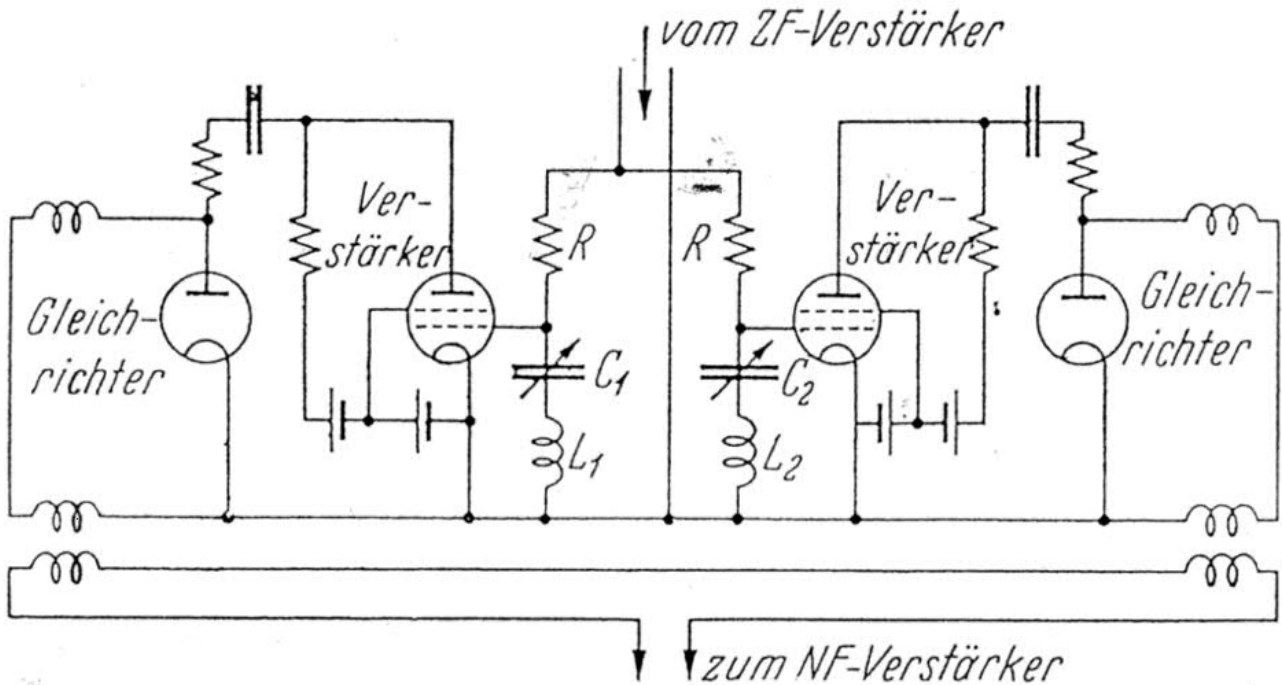 vom ZF-Verstärker
Ver-
stärker
R
R
Ver-
stärker
Gleich-
richter
C1
C2
Gleich-
richter
L1
L2
zum NF-Verstärker